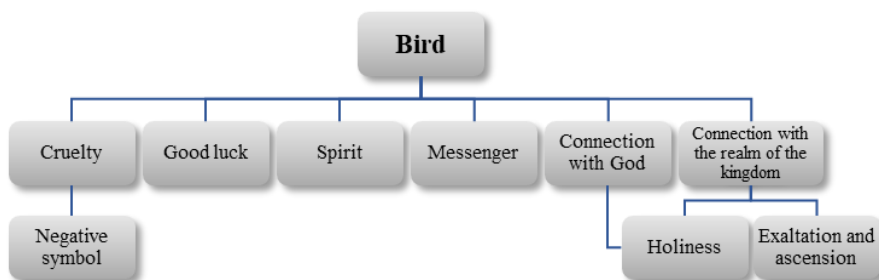 Bird
Cruelty
Good luck
Spirit
Messenger
Connection
with God
Connection with
the realm of the
kingdom
Negative
symbol
Holiness
Exaltation and
ascension